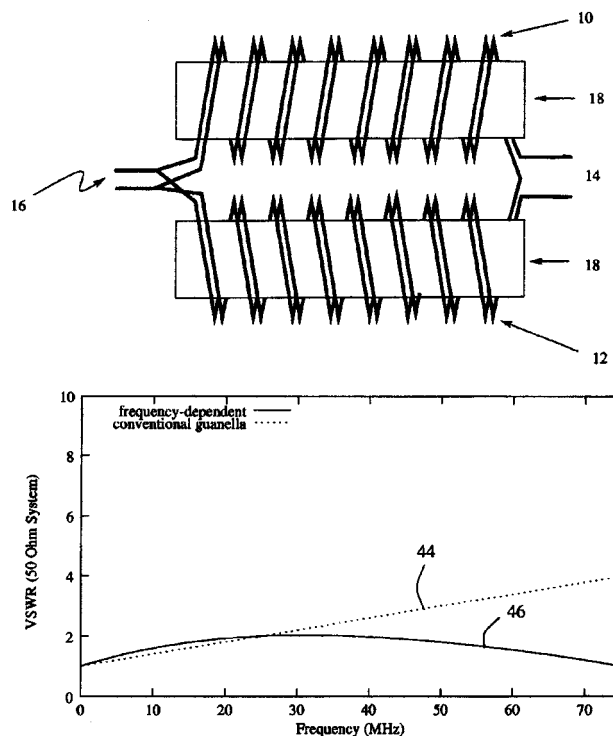 10
18
14
16
18
12
10
frequency-dependent
conventional guanella
8
VSWR (50 Ohm System)
6
44
4
46
2
0
0 10 20 30 40 50 60 70
Frequency (MHz)